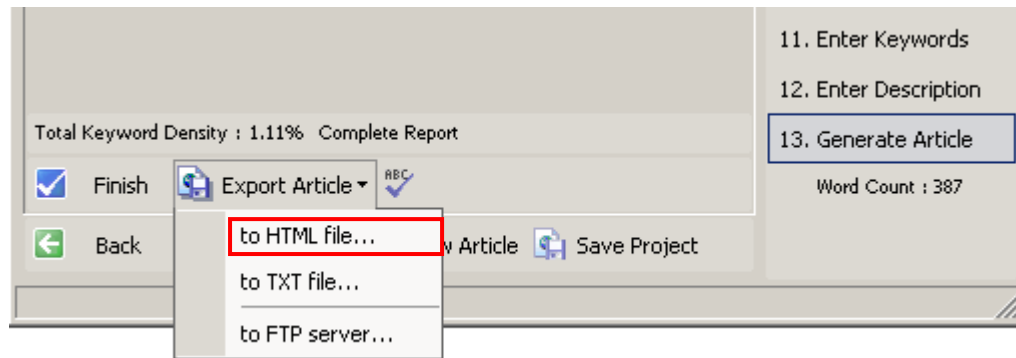 11. Enter Keywords
12. Enter Description
Total Keyword Density : 1.11% Complete Report
13. Generate Article
Finish Export Article ABC
Word Count : 387
to HTML file...
Back Article Save Project
to TXT file...
to FTP server...